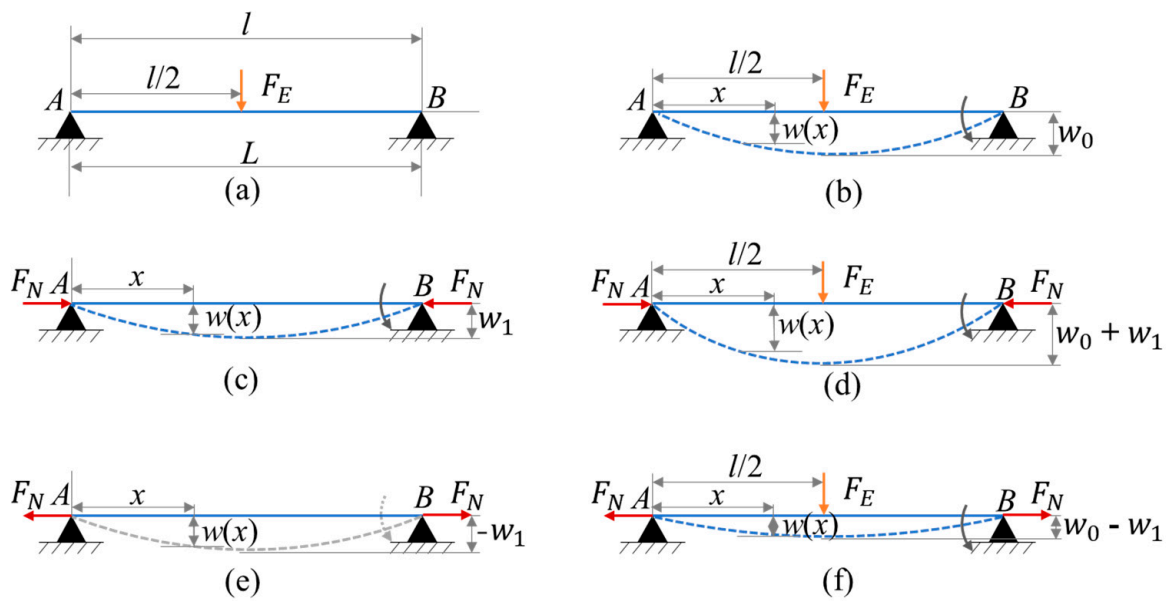 l
l/2
F_E
A
B
L
(a)
l/2
F_E
A
x
B
w(x)
w_0
(b)
F_N
A
x
B
F_N
w(x)
w_1
(c)
l/2
F_E
F_N
A
x
B
F_N
w(x)
w_0 + w_1
(d)
F_N
A
x
B
F_N
w(x)
-w_1
(e)
l/2
F_E
F_N
A
x
B
F_N
w(x)
w_0 - w_1
(f)